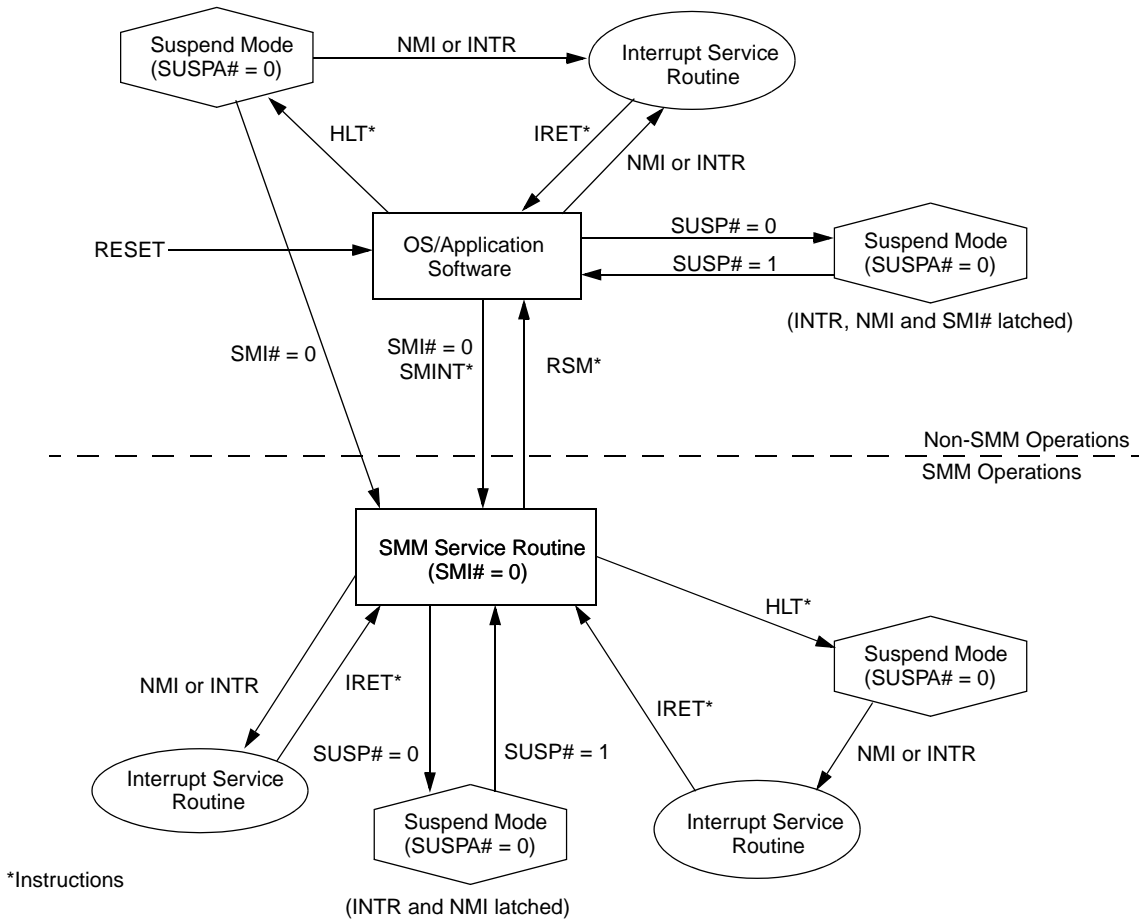 Suspend Mode
(SUSPA# = 0)
NMI or INTR
Interrupt Service
Routine
HLT*
IRET*
NMI or INTR
RESET
OS/Application
Software
SUSP# = 0
SUSP# = 1
Suspend Mode
(SUSPA# = 0)
(INTR, NMI and SMI# latched)
SMI# = 0
SMI# = 0
SMINT*
RSM*
Non-SMM Operations
SMM Operations
SMM Service Routine
(SMI# = 0)
HLT*
Suspend Mode
(SUSPA# = 0)
NMI or INTR
IRET*
IRET*
SUSP# = 0
SUSP# = 1
NMI or INTR
Interrupt Service
Routine
Suspend Mode
(SUSPA# = 0)
Interrupt Service
Routine
*Instructions
(INTR and NMI latched)